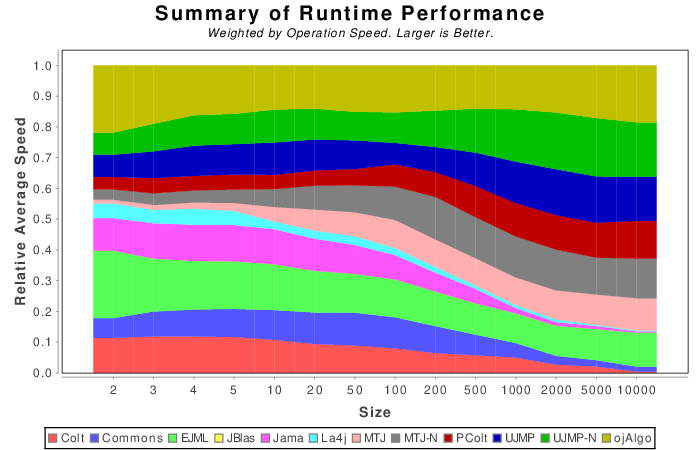 Summary of Runtime Performance
Weighted by Operation Speed. Larger is Better.
1.0
0.9
0.8
0.7
0.6
0.5
0.4
0.3
0.2
0.1
0.0
Relative Average Speed
2 3 4 5 10 20 50 100 200 500 1000 2000 5000 10000
Size
Colt Commons EJML JBlas Jama La4j MTJ MTJ-N PColt UJMP UJMP-N ojAlgo